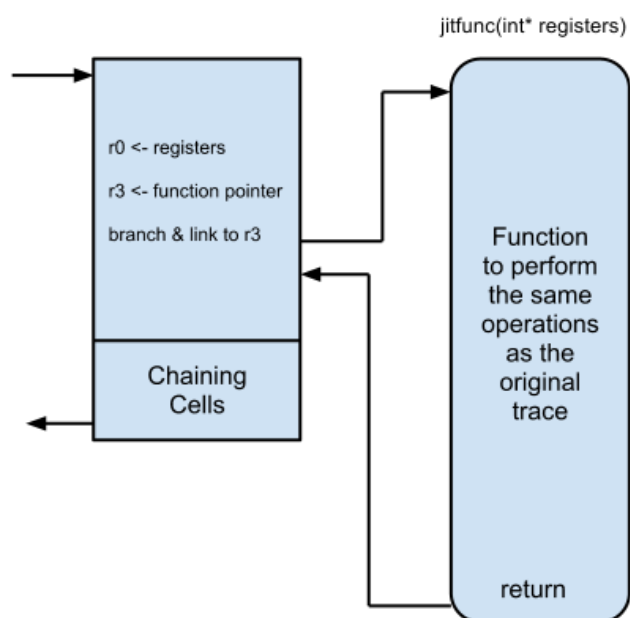 jitfunc(int* registers)
r0 <- registers
r3 <- function pointer
branch & link to r3
Chaining
Cells
Function
to perform
the same
operations
as the
original
trace
return